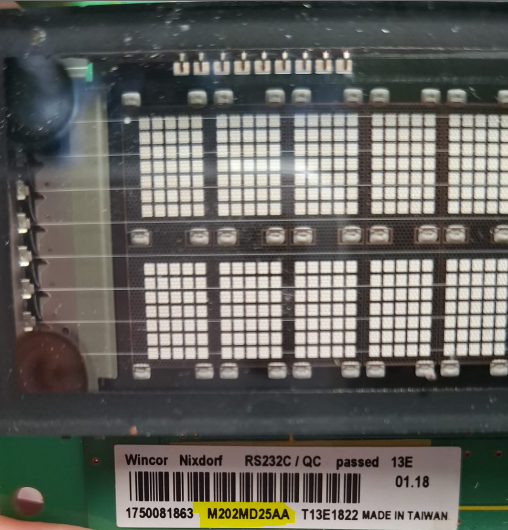 Wincor Nixdorf RS232C / QC passed 13E
01.18
1750081863 M202MD25AA T13E1822 MADE IN TAIWAN